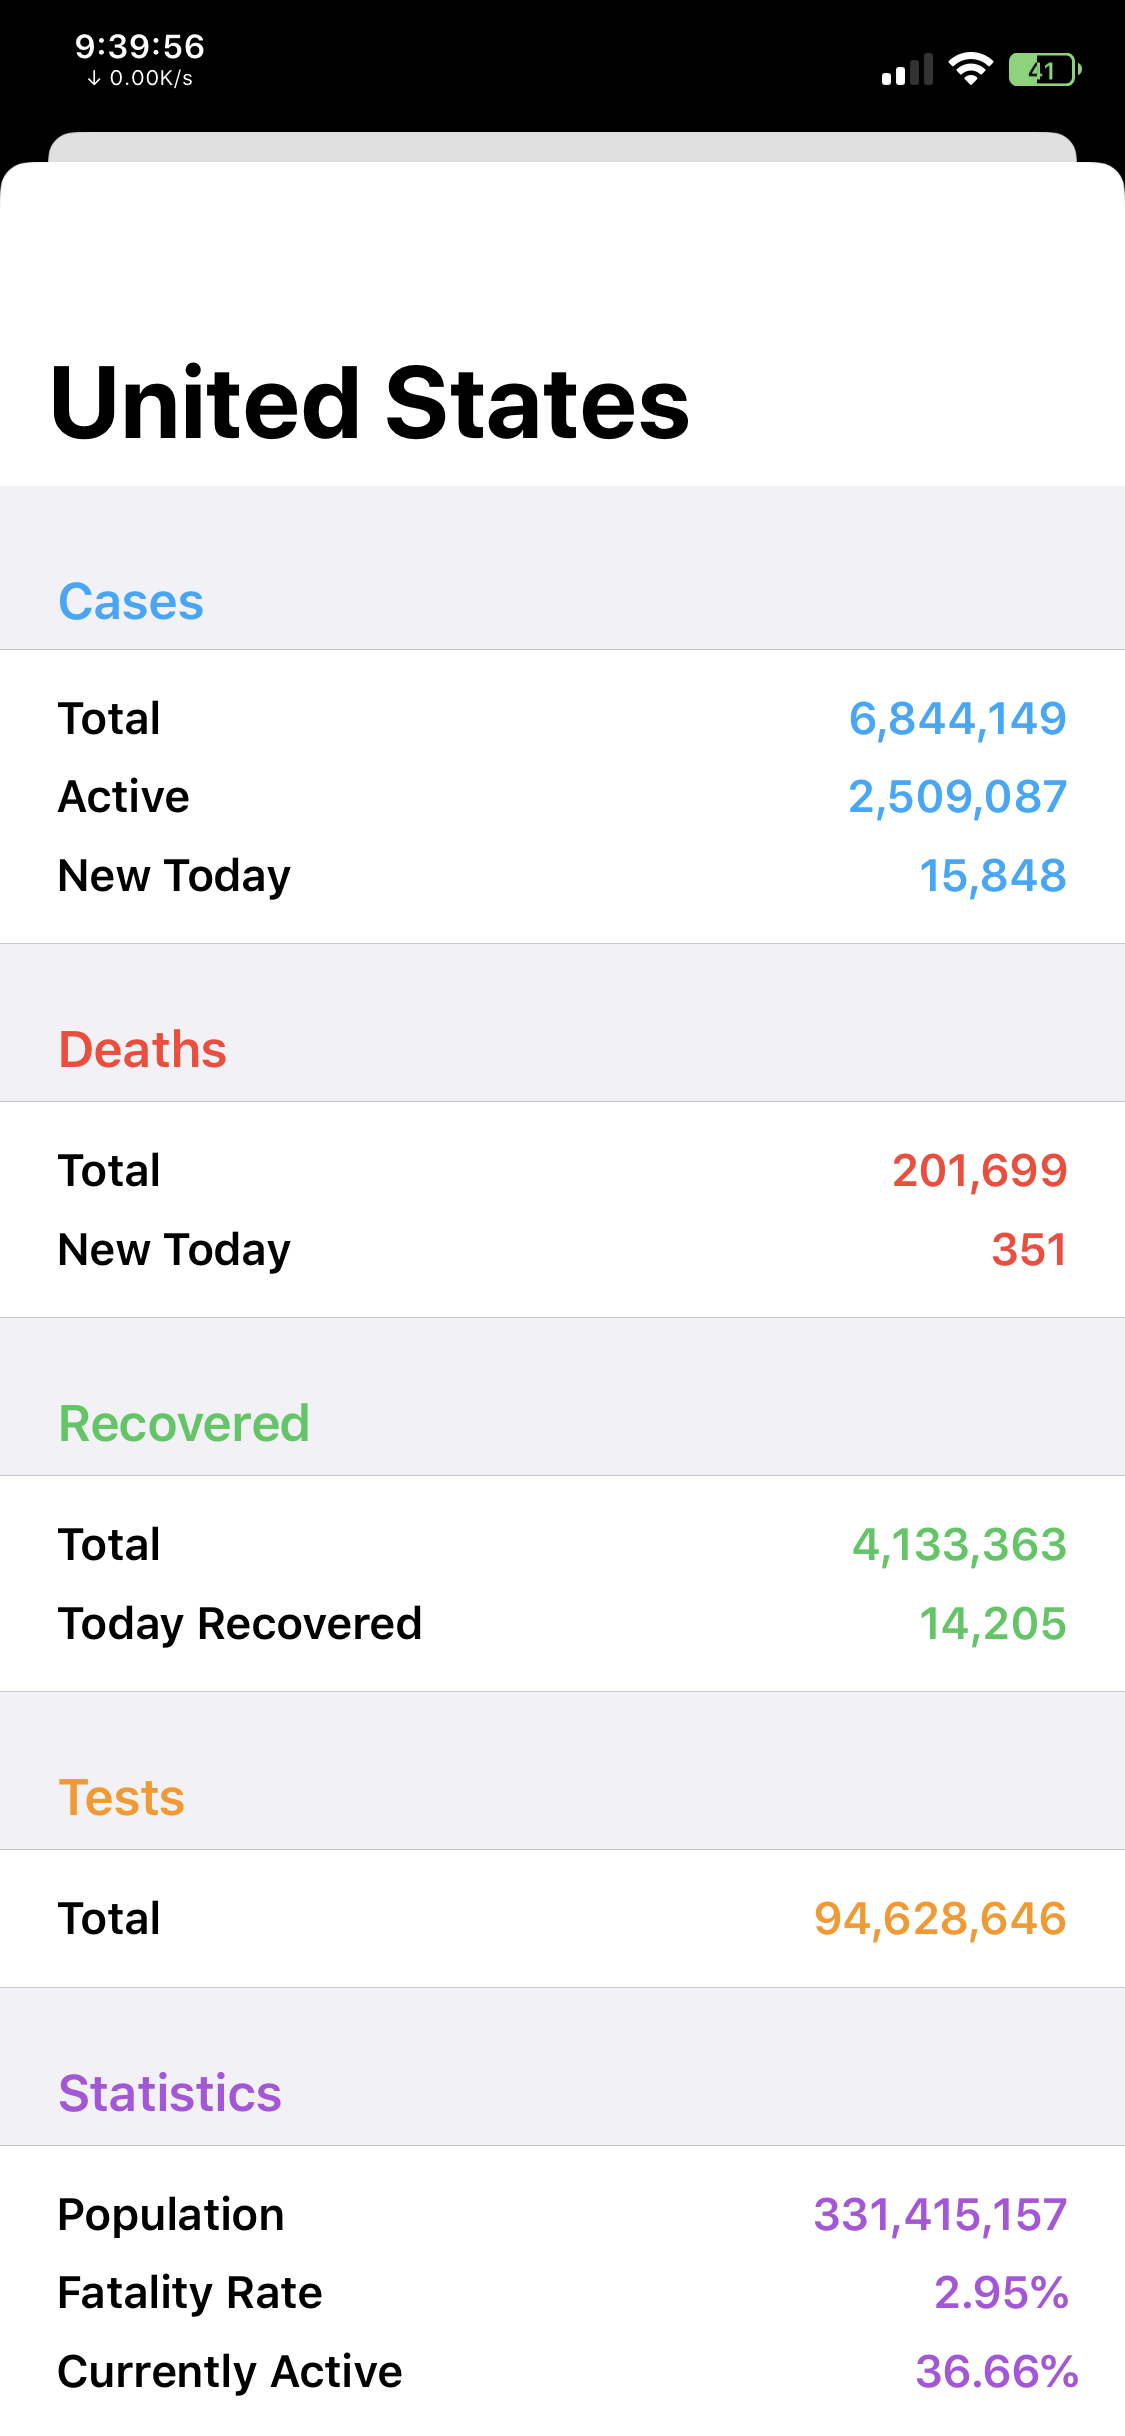 9:39:56
↓ 0.00K/s
41
United States
Cases
Total 6,844,149
Active 2,509,087
New Today 15,848
Deaths
Total 201,699
New Today 351
Recovered
Total 4,133,363
Today Recovered 14,205
Tests
Total 94,628,646
Statistics
Population 331,415,157
Fatality Rate 2.95%
Currently Active 36.66%